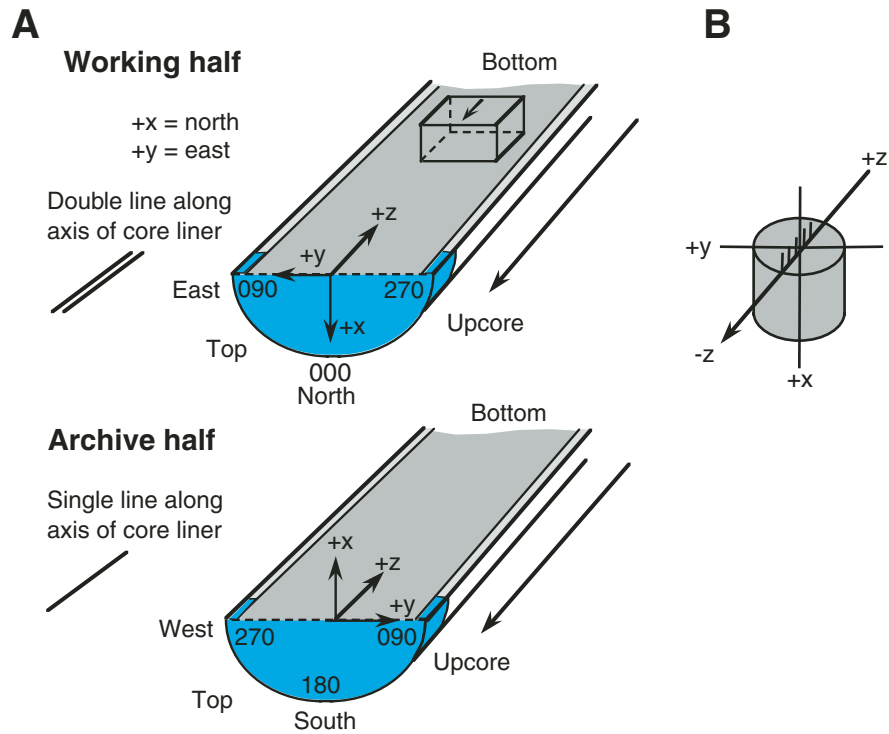 A
Working half
+x = north
+y = east
Double line along
axis of core liner
Bottom
+z
+y
East
090
270
+x
Upcore
Top
000
North
Archive half
Single line along
axis of core liner
Bottom
+x
+z
+y
West
270
090
Upcore
180
Top
South
B
+z
+y
-z
+x